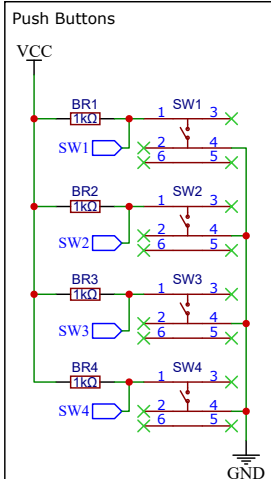 Push Buttons
VCC
BR1
1kΩ
1 SW1 3
SW1
2 4
6 5
BR2
1kΩ
1 SW2 3
SW2
2 4
6 5
BR3
1kΩ
1 SW3 3
SW3
2 4
6 5
BR4
1kΩ
1 SW4 3
SW4
2 4
6 5
GND